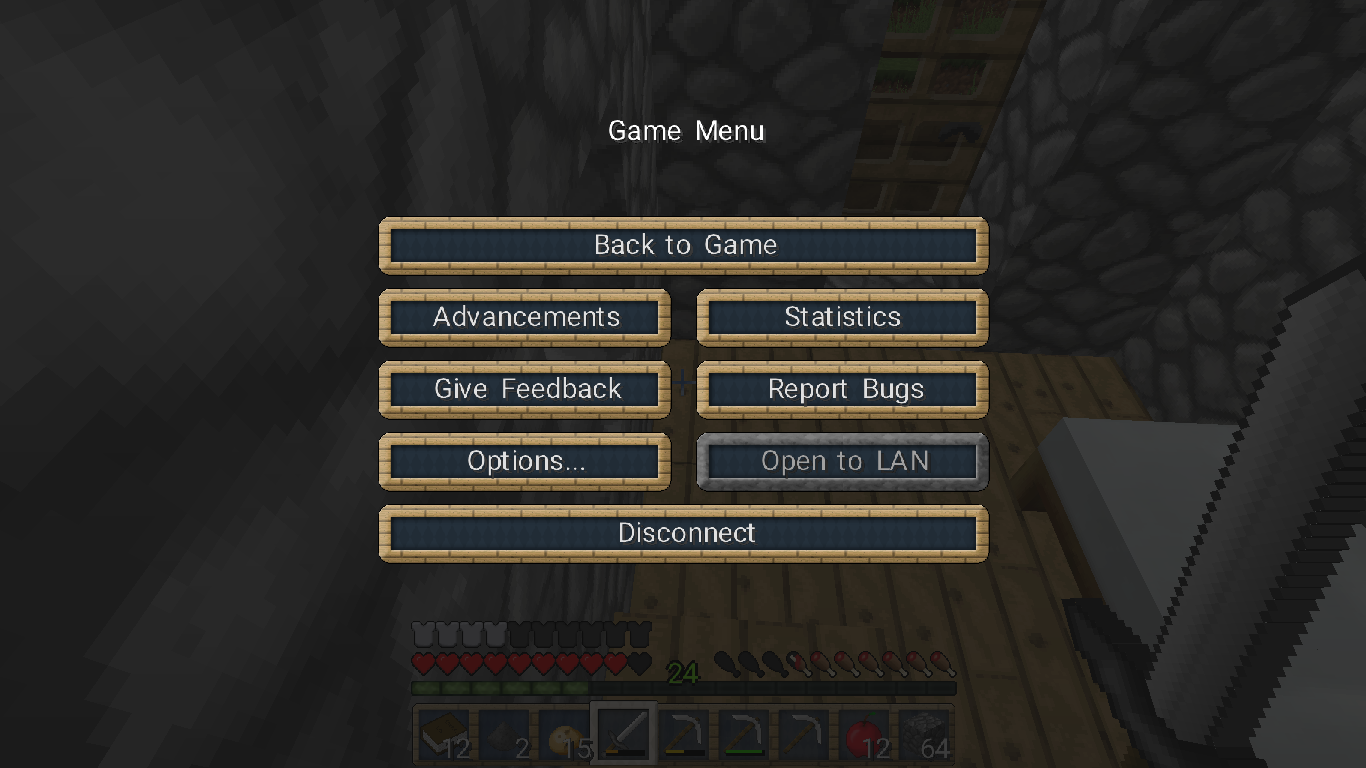 Game Menu
Back to Game
Advancements
Statistics
Give Feedback
Report Bugs
Options...
Open to LAN
Disconnect
24
12
2
15
12
64